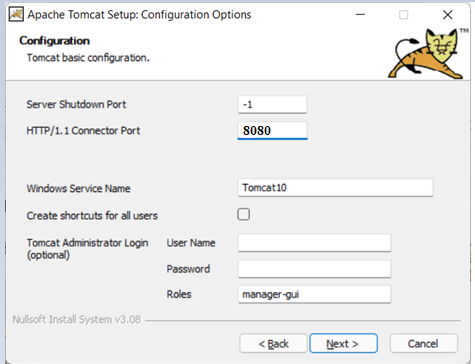 Apache Tomcat Setup: Configuration Options
Configuration
Tomcat basic configuration.
TM
Server Shutdown Port
-1
HTTP/1.1 Connector Port
8080
Windows Service Name
Tomcat10
Create shortcuts for all users
Tomcat Administrator Login
(optional)
User Name
Password
Roles
manager-gui
Nullsoft Install System v3.08
< Back
Next >
Cancel